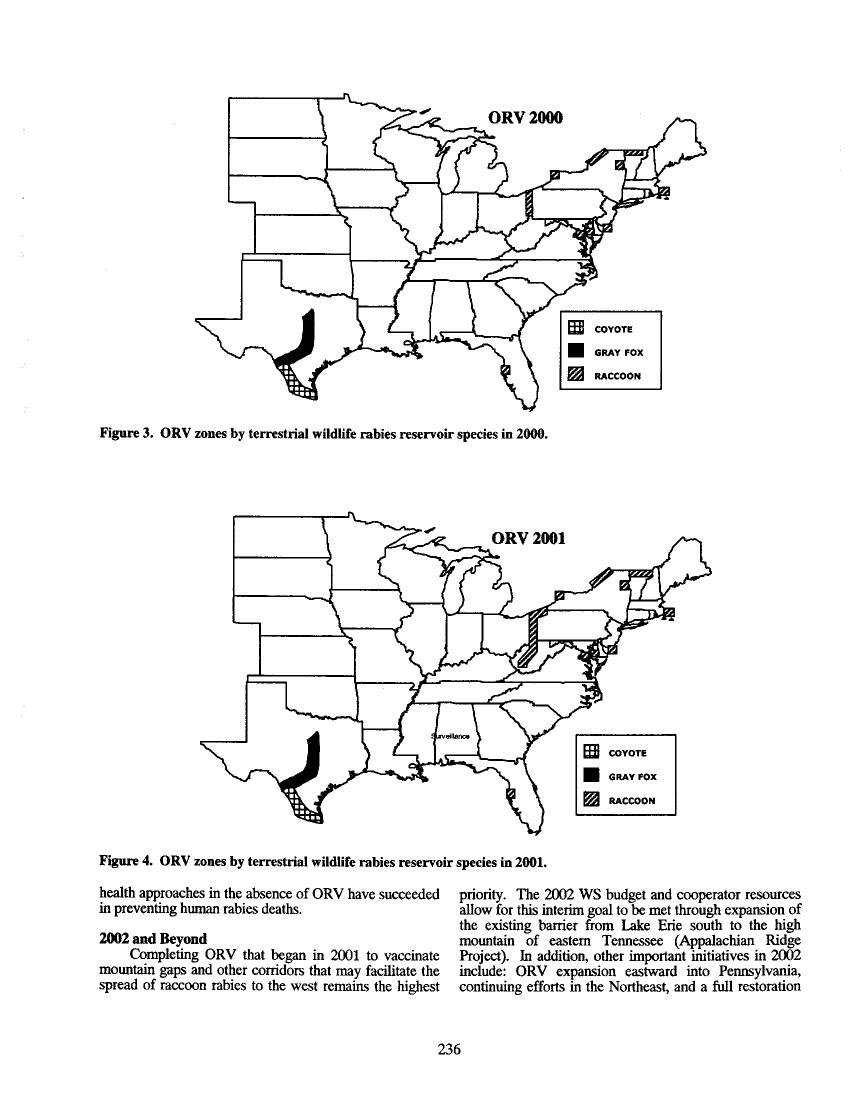 ORV 2000
COYOTE
GRAY FOX
RACCOON
Figure 3. ORV zones by terrestrial wildlife rabies reservoir species in 2000.
ORV 2001
Surveillance
COYOTE
GRAY FOX
RACCOON
Figure 4. ORV zones by terrestrial wildlife rabies reservoir species in 2001.
health approaches in the absence of ORV have succeeded
in preventing human rabies deaths.
2002 and Beyond
Completing ORV that began in 2001 to vaccinate
mountain gaps and other corridors that may facilitate the
spread of raccoon rabies to the west remains the highest
priority. The 2002 WS budget and cooperator resources
allow for this interim goal to be met through expansion of
the existing barrier from Lake Erie south to the high
mountain of eastern Tennessee (Appalachian Ridge
Project). In addition, other important initiatives in 2002
include: ORV expansion eastward into Pennsylvania,
continuing efforts in the Northeast, and a full restoration
236